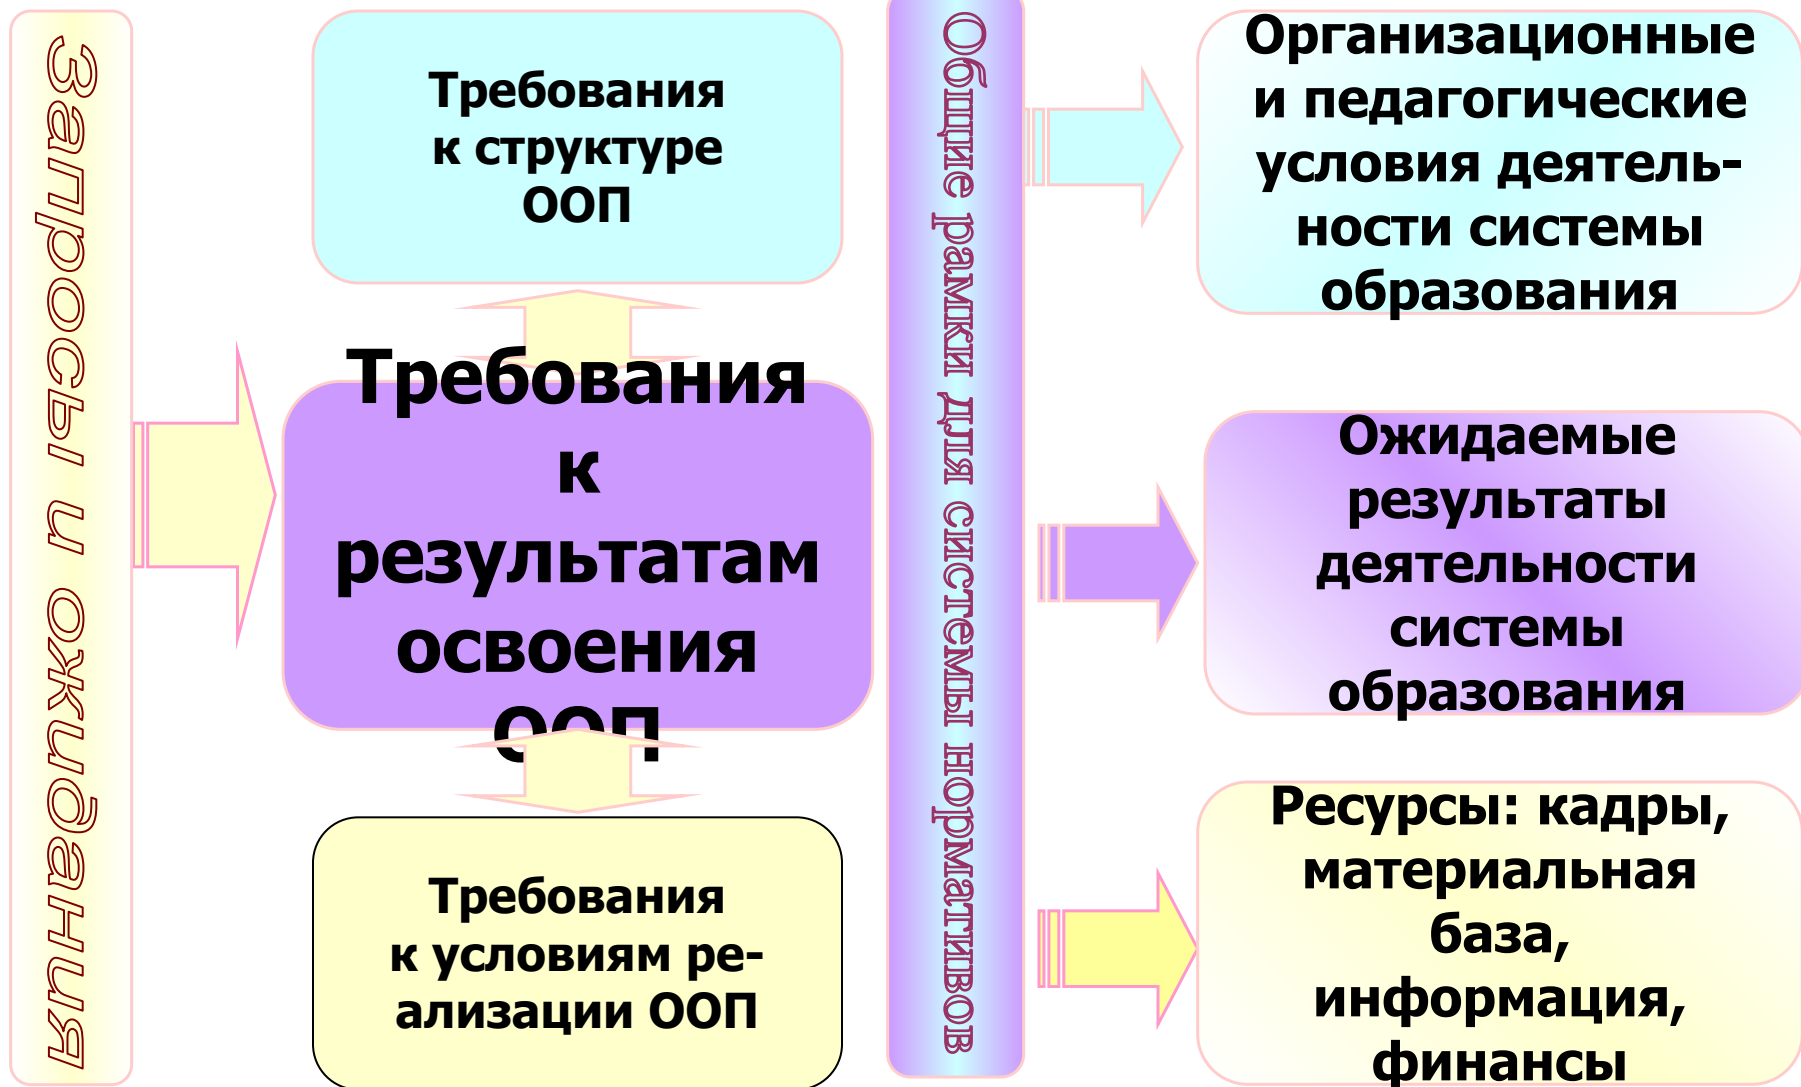 Запросы и ожидания
Требования
к структуре
ООП
Требования
к
результатам
освоения
ООП
Требования
к условиям ре-
ализации ООП
Общие рамки для системы нормативов
Организационные
и педагогические
условия деятель-
ности системы
образования
Ожидаемые
результаты
деятельности
системы
образования
Ресурсы: кадры,
материальная
база,
информация,
финансы